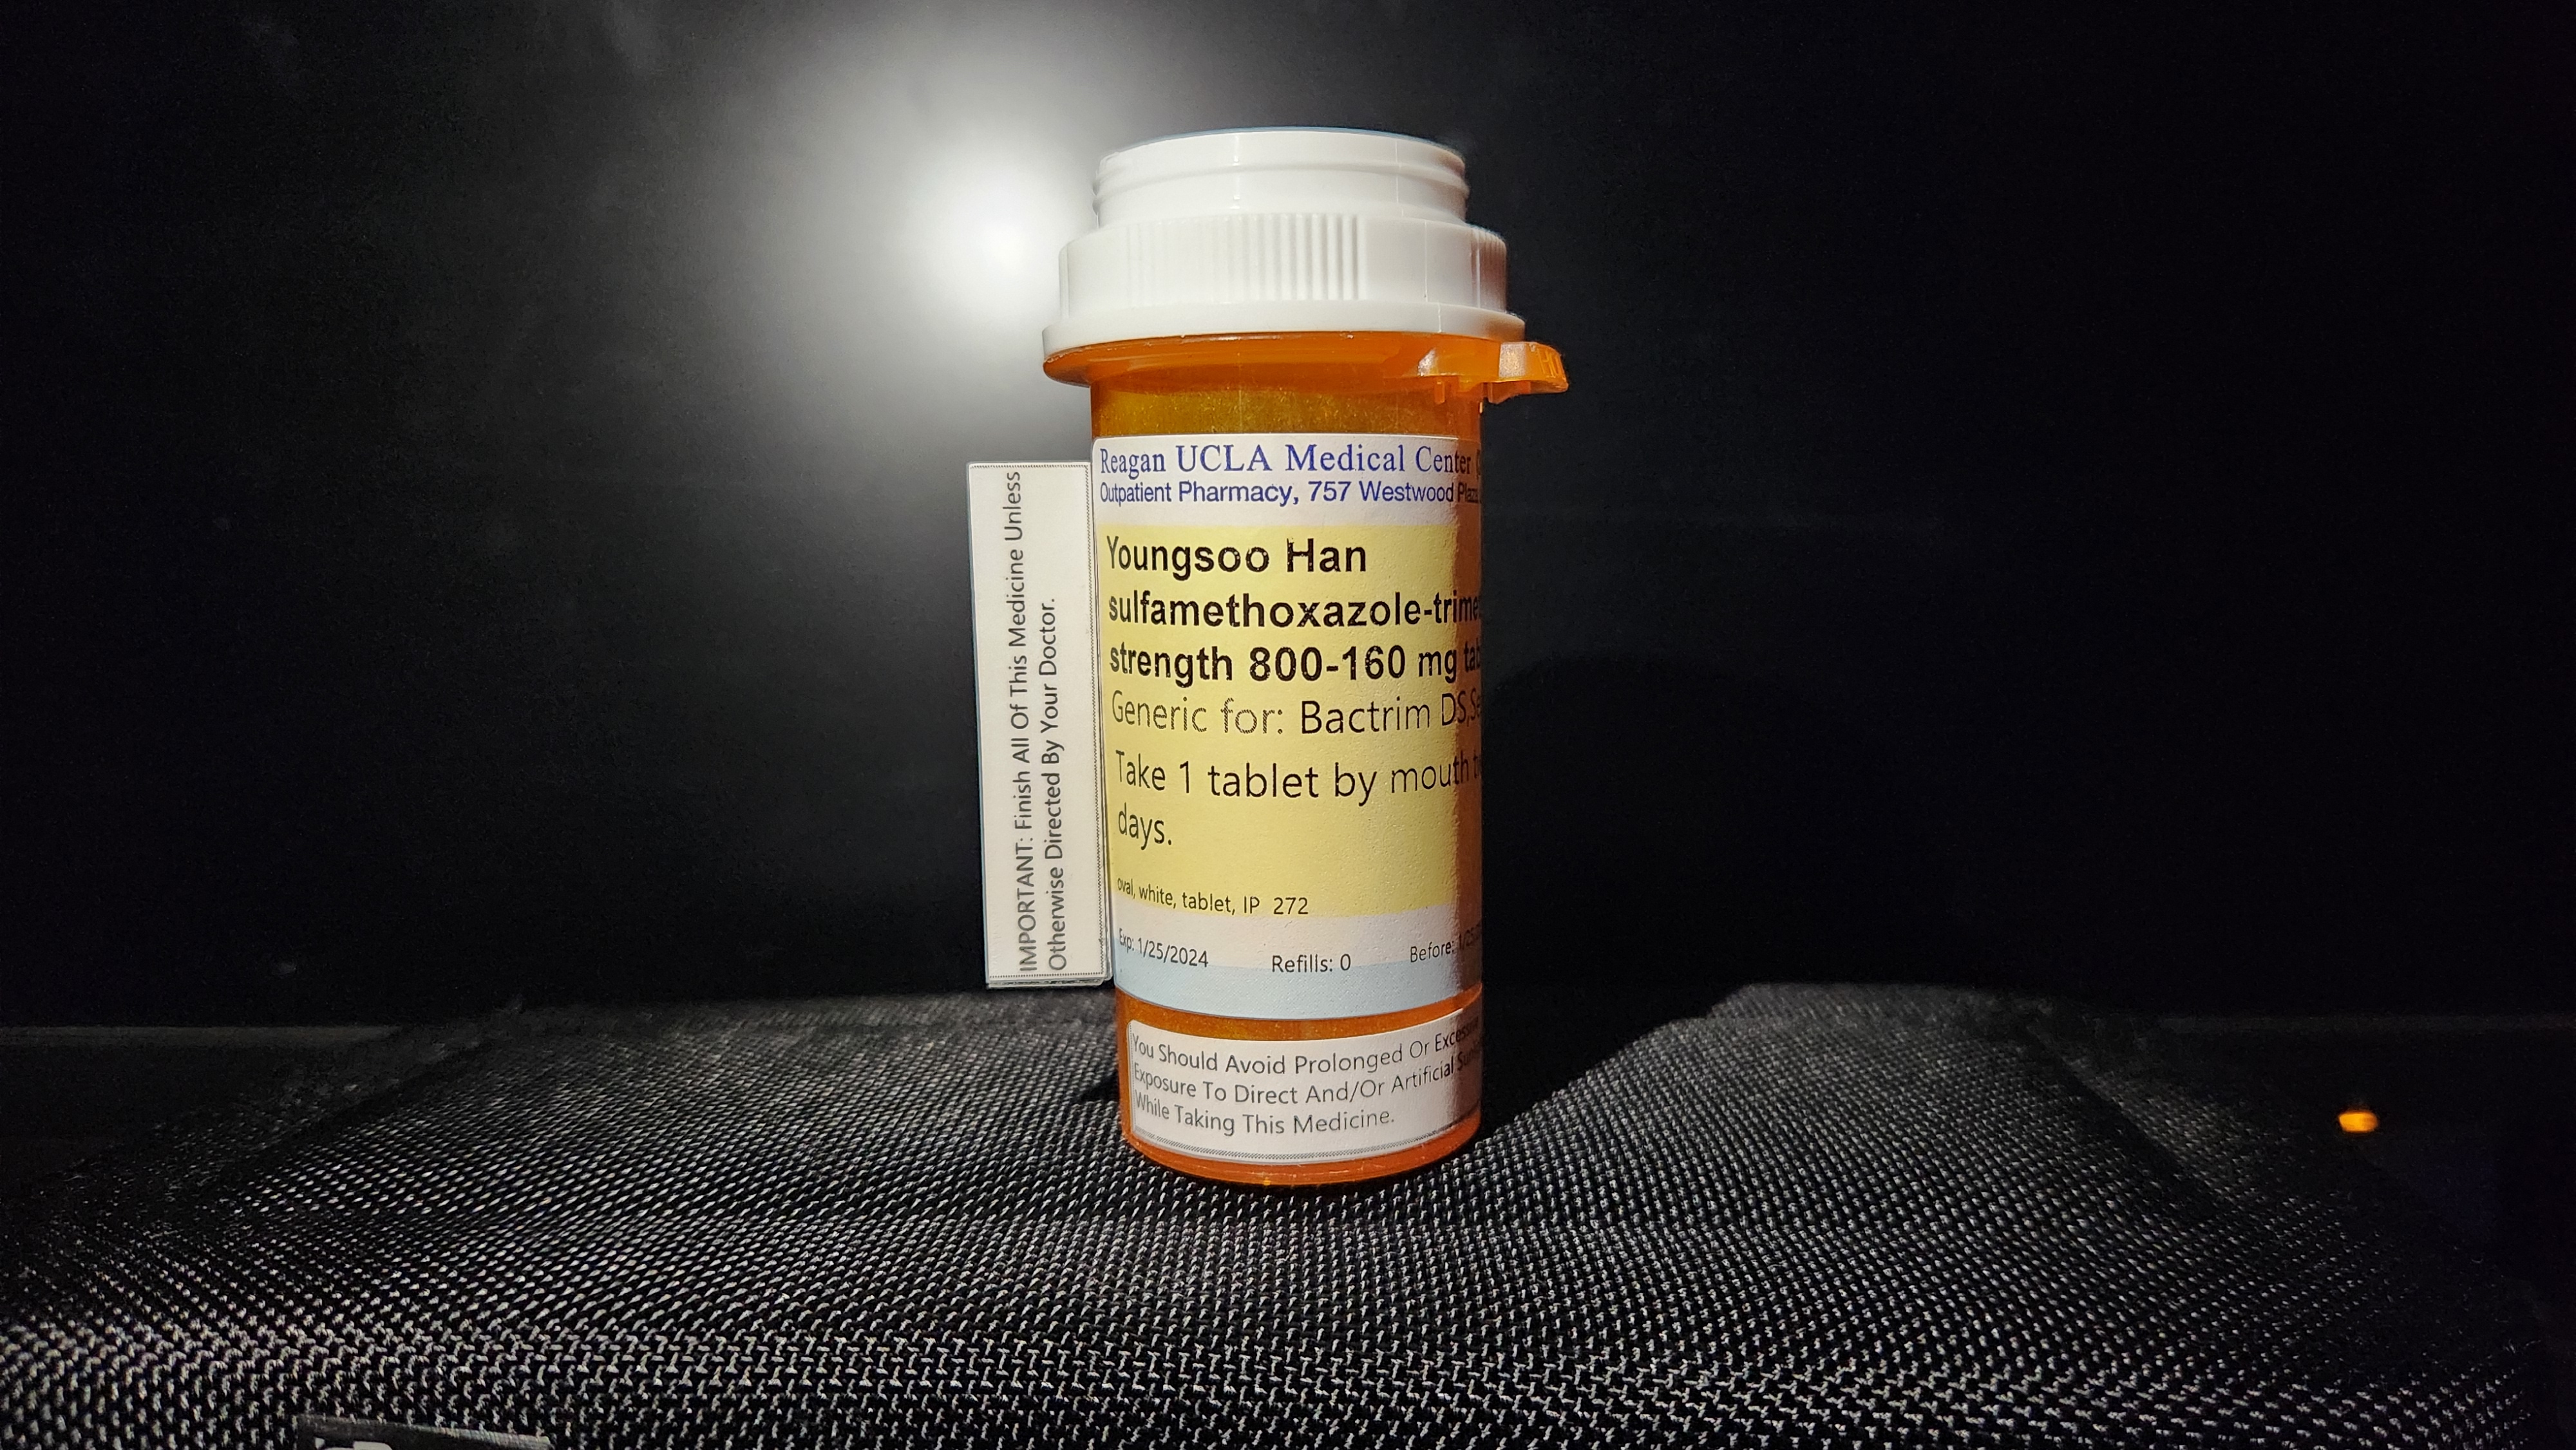 Reagan UCLA Medical Center
Outpatient Pharmacy, 757 Westwood
Youngsoo Han
sulfamethoxazole-trime
strength 800-160 mg tab
Generic for: Bactrim DS,
Take 1 tablet by mouth
days.
oval, white, tablet, IP 272
Exp: 1/25/2024 Refills: 0 Before:
You Should Avoid Prolonged Or
Exposure To Direct And/Or Artificial
While Taking This Medicine.
IMPORTANT: Finish All Of This Medicine Unless
Otherwise Directed By Your Doctor.